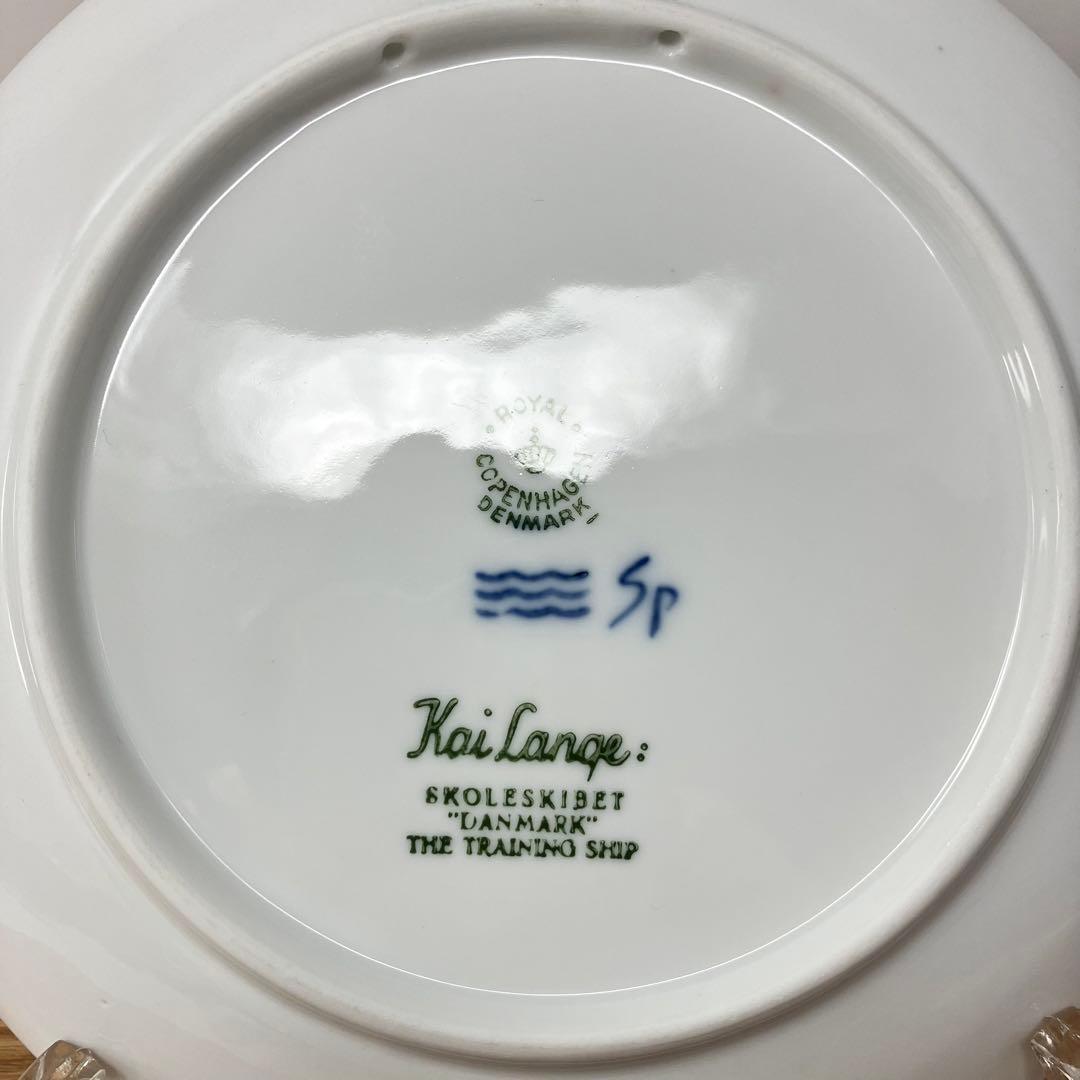 ROYAL
COPENHAGEN
DENMARK
Sp
Kai Lange:
SKOLESKIBET
"DANMARK"
THE TRAINING SHIP